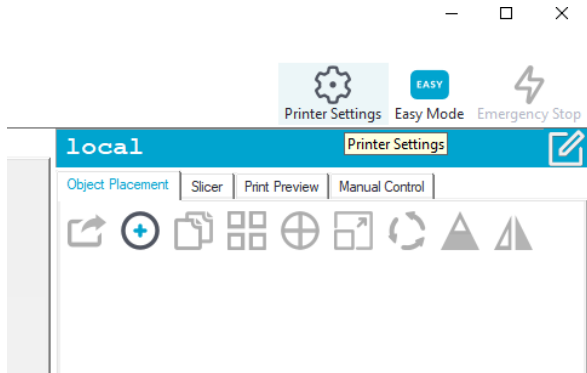 EASY
Printer Settings Easy Mode Emergency Stop
local Printer Settings
Object Placement Slicer Print Preview Manual Control